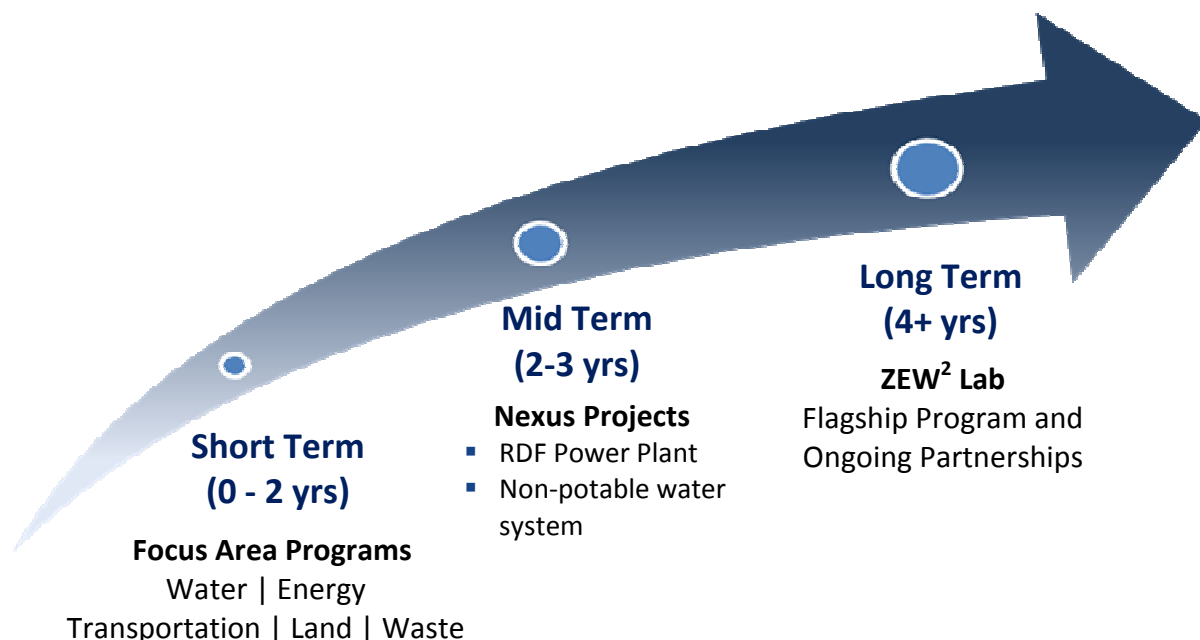 Short Term
(0 - 2 yrs)
Focus Area Programs
Water | Energy
Transportation | Land | Waste
Mid Term
(2-3 yrs)
Nexus Projects
▪ RDF Power Plant
▪ Non-potable water
system
Long Term
(4+ yrs)
ZEW² Lab
Flagship Program and
Ongoing Partnerships